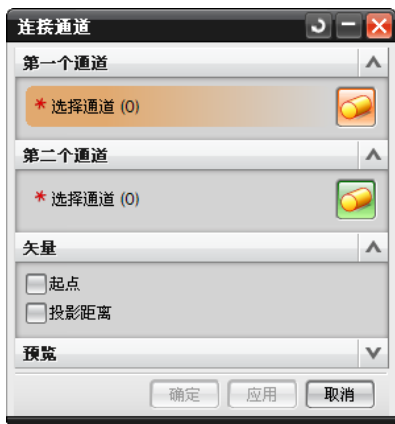 连接通道
第一个通道
* 选择通道 (0)
第二个通道
* 选择通道 (0)
矢量
起点
投影距离
预览
确定 应用 取消